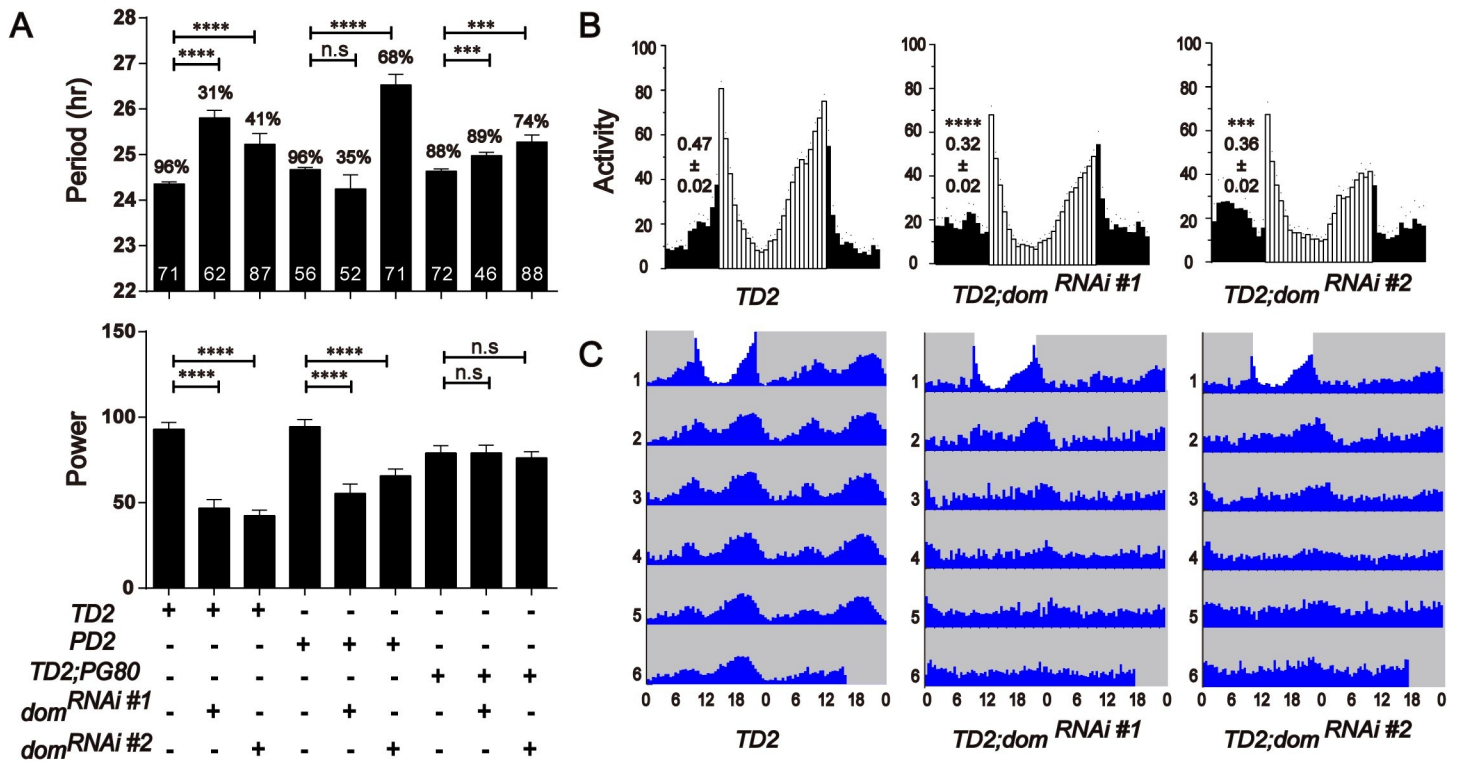 A
Period (hr)
28
27
26
25
24
23
22
**** **** ***
**** n.s ***
96% 31% 41% 96% 35% 68% 88% 89% 74%
71 62 87 56 52 71 72 46 88
Power
150
100
50
0
**** **** n.s
**** **** n.s
TD2 + + + - - - - - -
PD2 - - - + + + - - -
TD2;PG80 - - - - - - + + +
dom RNAi #1 - + - - + - - + -
dom RNAi #2 - - + - - + - - +
B
Activity
100
80
60
40
20
0
0.47
±
0.02
TD2
100
80
60
40
20
0
****
0.32
±
0.02
TD2;dom RNAi #1
100
80
60
40
20
0
***
0.36
±
0.02
TD2;dom RNAi #2
C
1
2
3
4
5
6
0 6 12 18 0 6 12 18 0
TD2
1
2
3
4
5
6
0 6 12 18 0 6 12 18 0
TD2;dom RNAi #1
1
2
3
4
5
6
0 6 12 18 0 6 12 18 0
TD2;dom RNAi #2